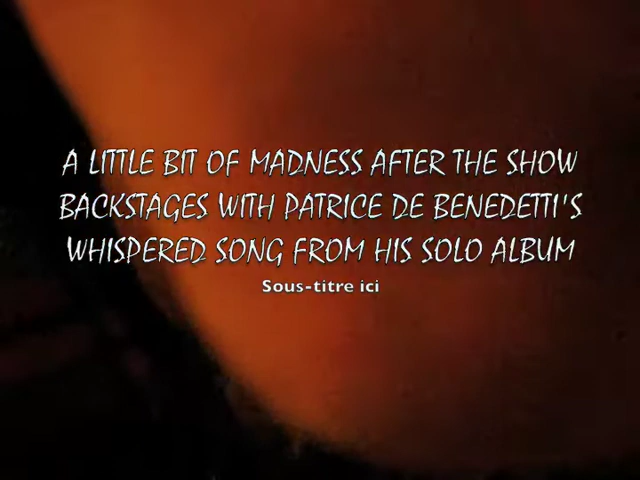 A LITTLE BIT OF MADNESS AFTER THE SHOW
BACKSTAGES WITH PATRICE DE BENEDETTI'S
WHISPERED SONG FROM HIS SOLO ALBUM
Sous-titre ici